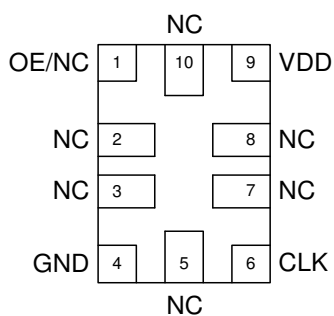 NC
OE/NC 1 10 9 VDD
NC 2 8 NC
NC 3 7 NC
GND 4 5 6 CLK
NC